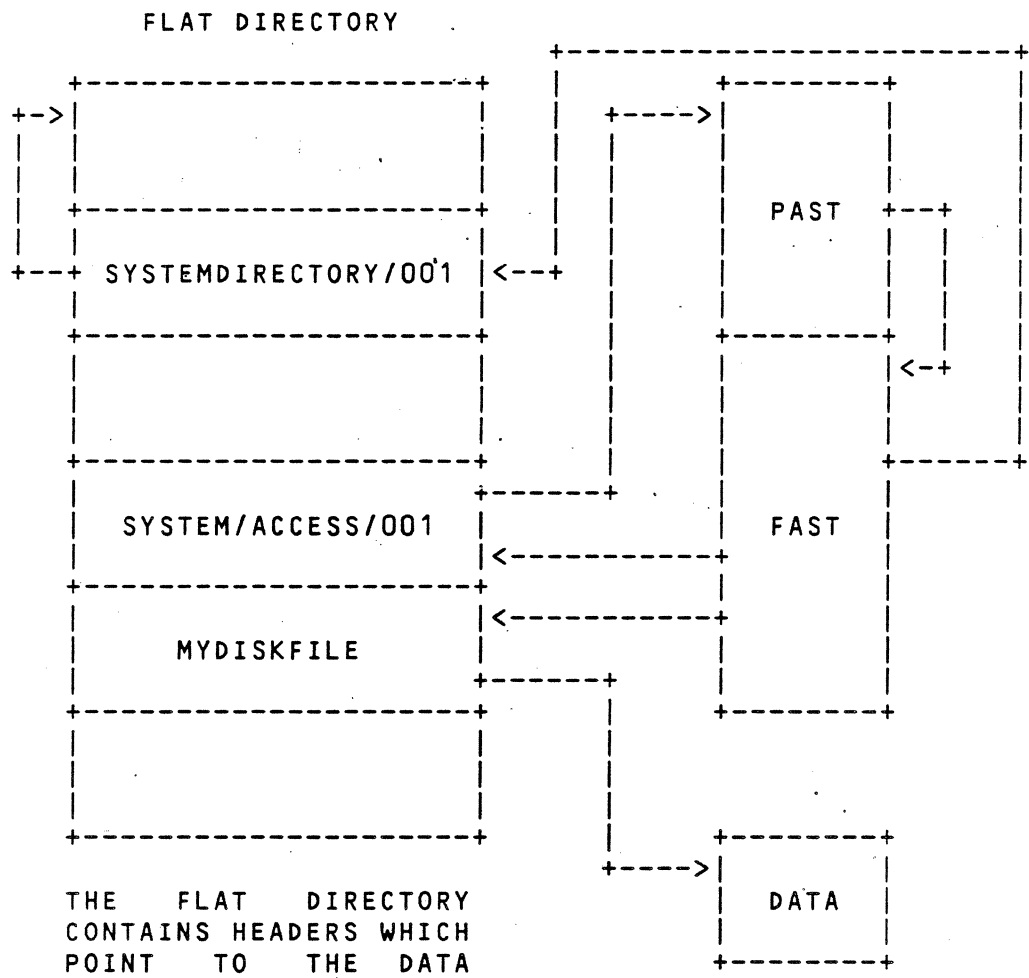 FLAT DIRECTORY
PAST
SYSTEMDIRECTORY/001
SYSTEM/ACCESS/001
FAST
MYDISKFILE
DATA
THE FLAT DIRECTORY
CONTAINS HEADERS WHICH
POINT TO THE DATA